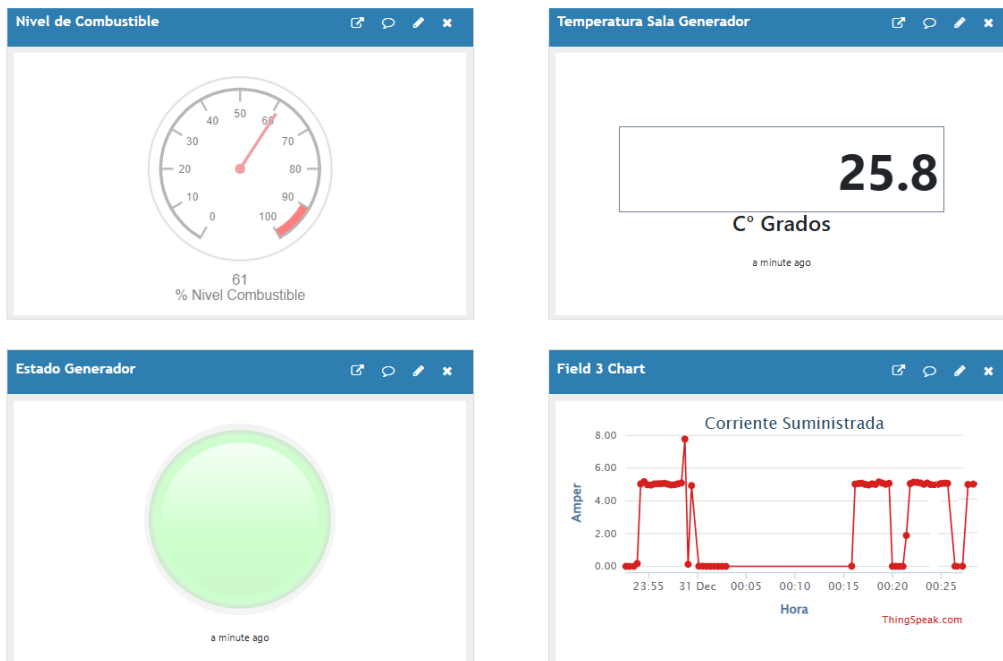 Nivel de Combustible
0
10
20
30
40
50
60
70
80
90
100
61
% Nivel Combustible
Temperatura Sala Generador
25.8
C° Grados
a minute ago
Estado Generador
a minute ago
Field 3 Chart
Corriente Suministrada
Amper
8.00
6.00
4.00
2.00
0.00
23:55 31 Dec 00:05 00:10 00:15 00:20 00:25
Hora
ThingSpeak.com